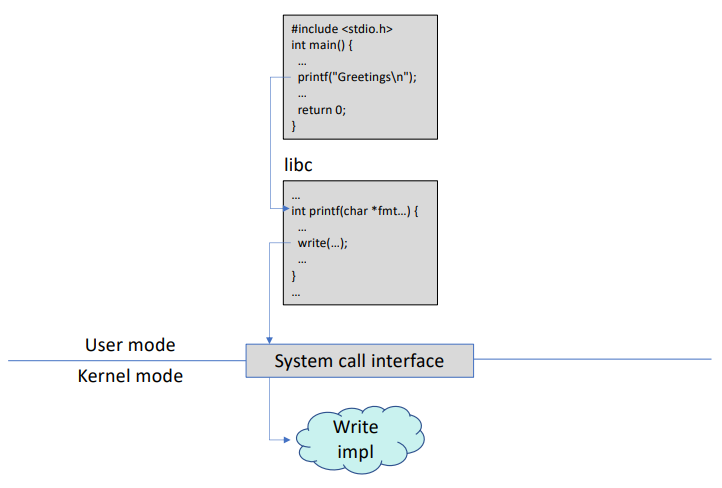 #include <stdio.h>
int main() {
…
printf("Greetings\n");
…
return 0;
}
libc
…
int printf(char *fmt…) {
…
write(…);
…
}
…
User mode
System call interface
Kernel mode
Write
impl